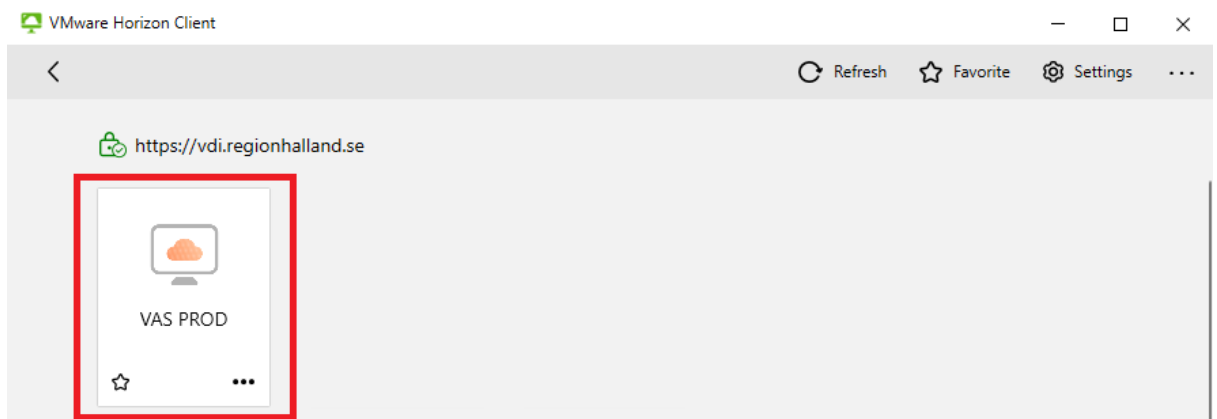 VMware Horizon Client
Refresh Favorite Settings
https://vdi.regionhalland.se
VAS PROD